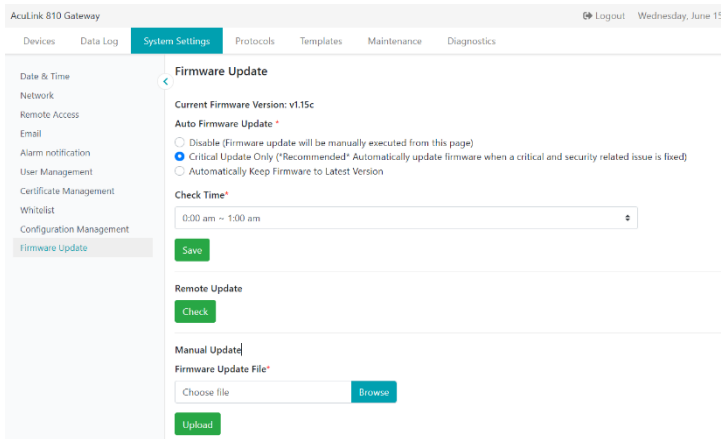 AcuLink 810 Gateway
Logout Wednesday, June 15
Devices Data Log System Settings Protocols Templates Maintenance Diagnostics
Date & Time
Network
Remote Access
Email
Alarm notification
User Management
Certificate Management
Whitelist
Configuration Management
Firmware Update
Firmware Update
Current Firmware Version: v1.15c
Auto Firmware Update *
Disable (Firmware update will be manually executed from this page)
Critical Update Only (*Recommended* Automatically update firmware when a critical and security related issue is fixed)
Automatically Keep Firmware to Latest Version
Check Time*
0:00 am ~ 1:00 am
Save
Remote Update
Check
Manual Update
Firmware Update File*
Choose file Browse
Upload